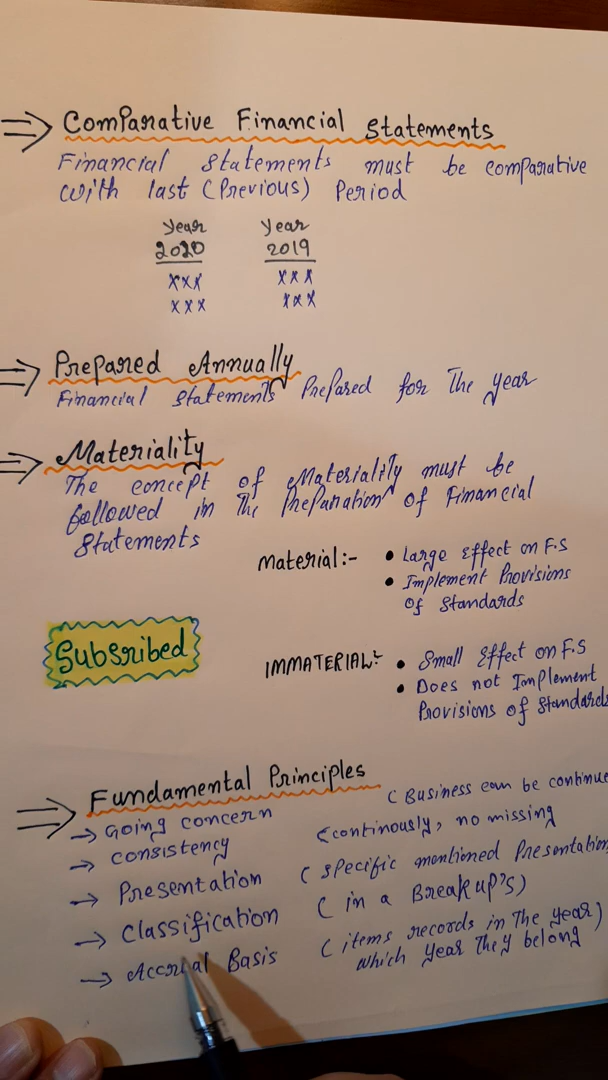 Comparative Financial Statements
Financial Statements must be comparative
with last (Previous) Period
Year Year
2020 2019
xxx xxx
xxx xxx
Prepared Annually
Financial Statements Prepared for The year
Materiality
The concept of Materiality must be
followed in The Preparation of Financial
Statements
Material:- • Large Effect on F.S
• Implement Provisions
of Standards
Subsribed
IMMATERIAL:- • Small Effect on F.S
• Does not Implement
Provisions of Standards
Fundamental Principles
→ Going concern ( Business can be continue
→ consistency (continously, no missing
→ Presentation ( specific mentioned Presentation
→ Classification ( in a Breakup's)
→ Accrual Basis ( items records in The year)
which year They belong